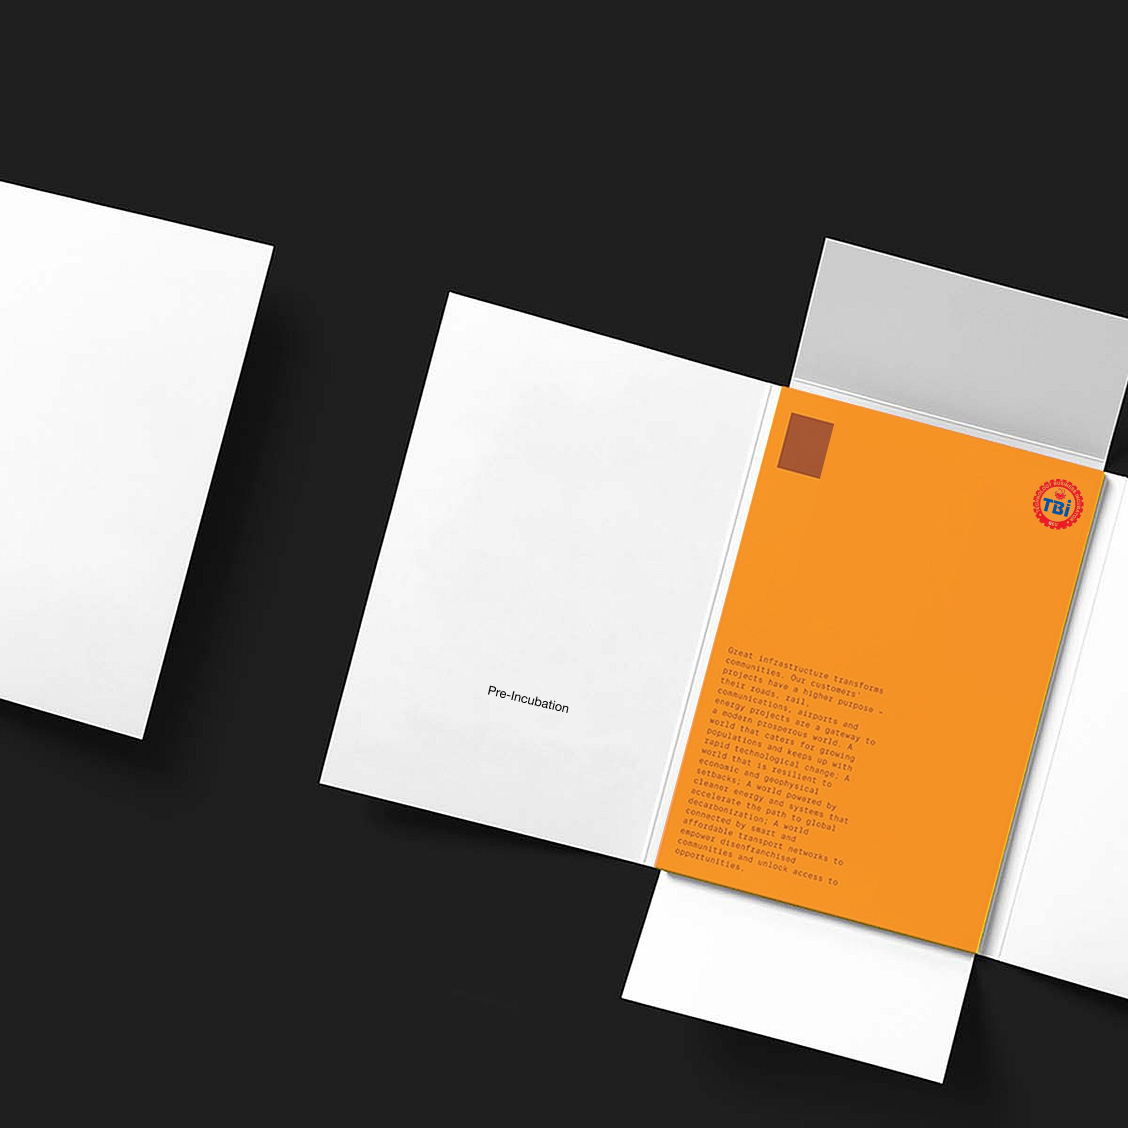 Pre-Incubation
TBi
Great infrastructure transforms
communities. Our customers'
projects have a higher purpose -
their roads, rail,
communications, airports and
energy projects are a gateway to
a modern prosperous world. A
world that caters for growing
populations and keeps up with
rapid technological change; A
world that is resilient to
economic and geophysical
setbacks; A world powered by
cleaner energy and systems that
accelerate the path to global
decarbonization; A world
connected by smart and
affordable transport networks to
empower disenfranchised
communities and unlock access to
opportunities.